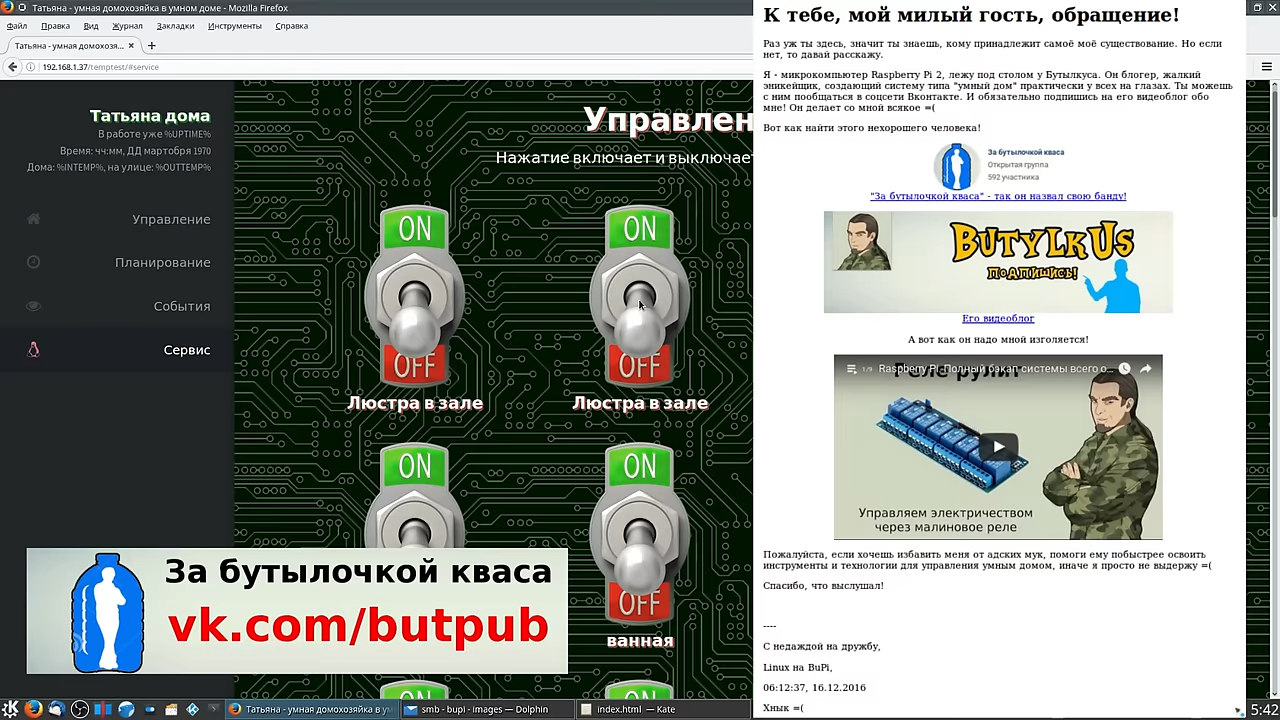 Татьяна - умная домохозяйка в умном доме - Mozilla Firefox
Файл Правка Вид Журнал Закладки Инструменты Справка
Татьяна - умная домохозя...
192.168.1.37/temptest/#service
Татьяна дома
В работе уже %UPTIME%
Время: чч:мм, ДД мартобря 1970
Дома: %INTEMP%, на улице: %OUTTEMP%
Управление
Планирование
События
Сервис
Управлен
Нажатие включает и выключает
ON
OFF
Люстра в зале
ON
OFF
Люстра в зале
ON
ON
OFF
ванная
ON
ON
За бутылочкой кваса
vk.com/butpub
К тебе, мой милый гость, обращение!
Раз уж ты здесь, значит ты знаешь, кому принадлежит самоё моё существование. Но если
нет, то давай расскажу.
Я - микрокомпьютер Raspberry Pi 2, лежу под столом у Бутылкуса. Он блогер, жалкий
эникейщик, создающий систему типа "умный дом" практически у всех на глазах. Ты можешь
с ним пообщаться в соцсети Вконтакте. И обязательно подпишись на его видеоблог обо
мне! Он делает со мной всякое =(
Вот как найти этого нехорошего человека!
За бутылочкой кваса
Открытая группа
592 участника
"За бутылочкой кваса" - так он назвал свою банду!
BUTYLKUS
ПОДПИШИСЬ!
Его видеоблог
А вот как он надо мной изголяется!
1/9 Raspberry Pi -Полный бэкап системы всего о...
Реле рулит
Управляем электричеством
через малиновое реле
Пожалуйста, если хочешь избавить меня от адских мук, помоги ему побыстрее освоить
инструменты и технологии для управления умным домом, иначе я просто не выдержу =(
Спасибо, что выслушал!
----
С недаждой на дружбу,
Linux на BuPi,
06:12:37, 16.12.2016
Хнык =(
Татьяна - умная домохозяйка в ум
smb - bupi - images — Dolphin
index.html — Kate
5:42